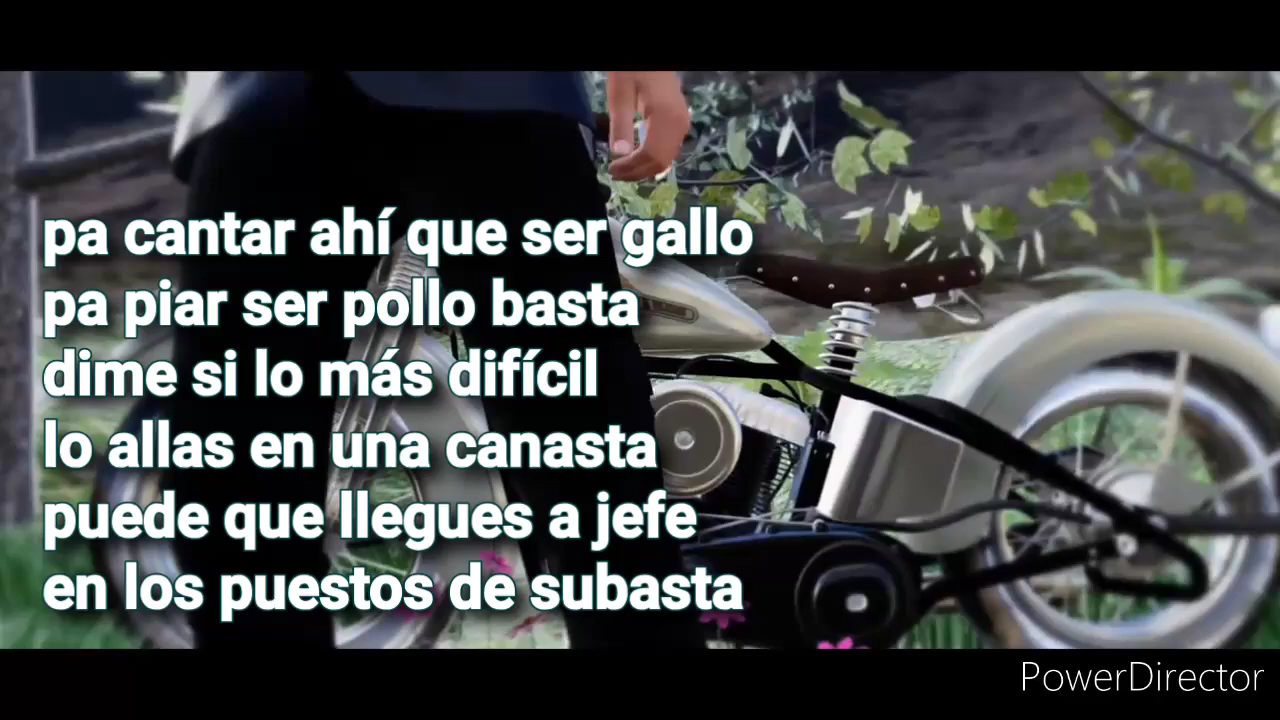 pa cantar ahí que ser gallo
pa piar ser pollo basta
dime si lo más difícil
lo allas en una canasta
puede que llegues a jefe
en los puestos de subasta
PowerDirector